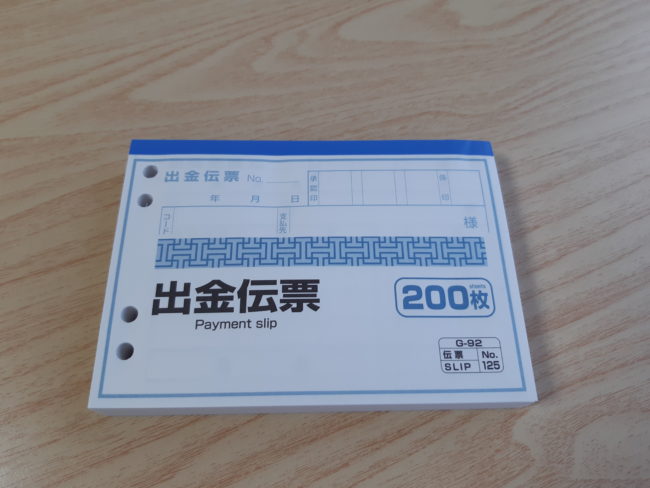 出金伝票 No.
承認印
係印
年 月 日
コード
支払先
様
出金伝票
Payment slip
200枚
sheets
G-92
伝票 No.
SLIP 125